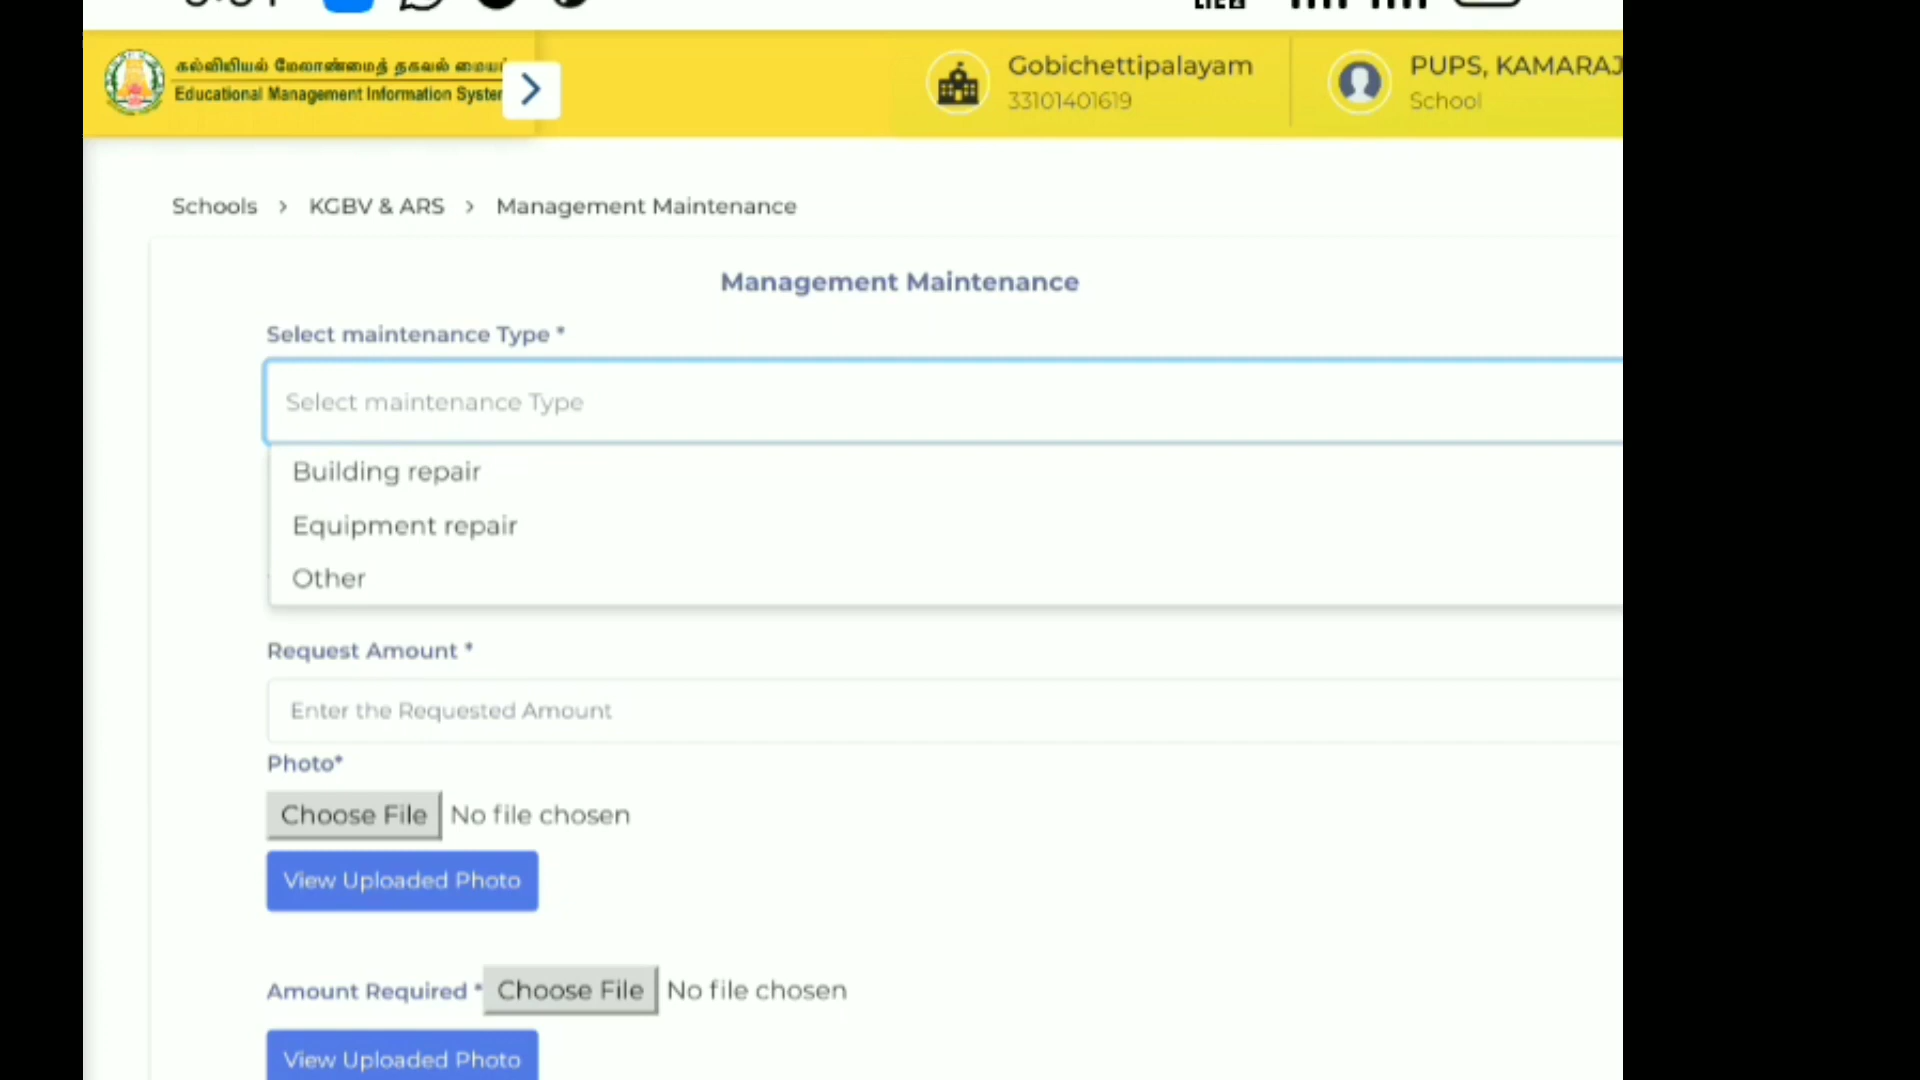 கல்வியியல் மேலாண்மைத் தகவல்
Educational Management Information
Gobichettipalayam
33101401619
PUPS, KAMARAJ
School
Schools > KGBV & ARS > Management Maintenance
Management Maintenance
Select maintenance Type *
Select maintenance Type
Building repair
Equipment repair
Other
Request Amount *
Enter the Requested Amount
Photo*
Choose File No file chosen
View Uploaded Photo
Amount Required * Choose File No file chosen
View Uploaded Photo